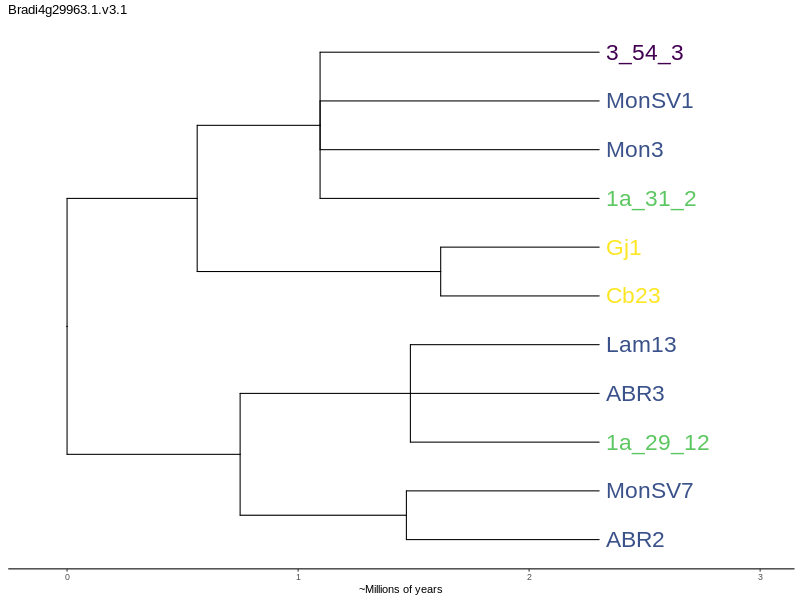 Bradi4g29963.1.v3.1
3_54_3
MonSV1
Mon3
1a_31_2
Gj1
Cb23
Lam13
ABR3
1a_29_12
MonSV7
ABR2
0 1 2 3
~Millions of years